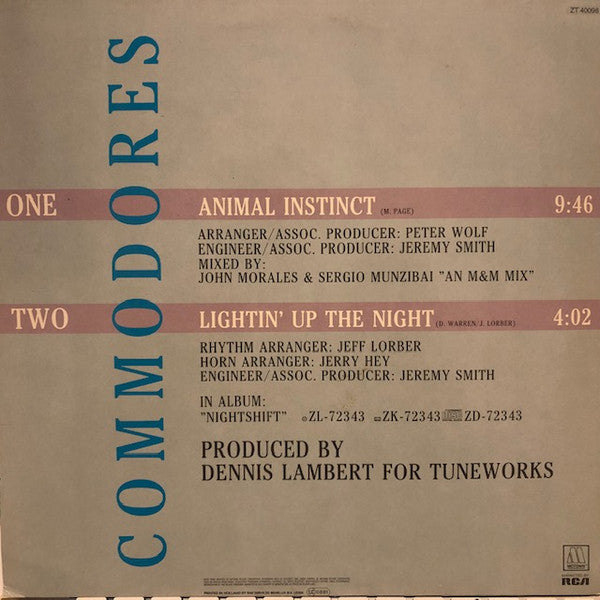 ZT 40098
COMMODORES
ONE ANIMAL INSTINCT (M. PAGE) 9:46
ARRANGER/ASSOC. PRODUCER: PETER WOLF
ENGINEER/ASSOC. PRODUCER: JEREMY SMITH
MIXED BY:
JOHN MORALES & SERGIO MUNZIBAI "AN M&M MIX"
TWO LIGHTIN' UP THE NIGHT (D. WARREN/J. LORBER) 4:02
RHYTHM ARRANGER: JEFF LORBER
HORN ARRANGER: JERRY HEY
ENGINEER/ASSOC. PRODUCER: JEREMY SMITH
IN ALBUM:
"NIGHTSHIFT" ZL-72343 ZK-72343 ZD-72343
PRODUCED BY
DENNIS LAMBERT FOR TUNEWORKS
MOTOWN
RCA